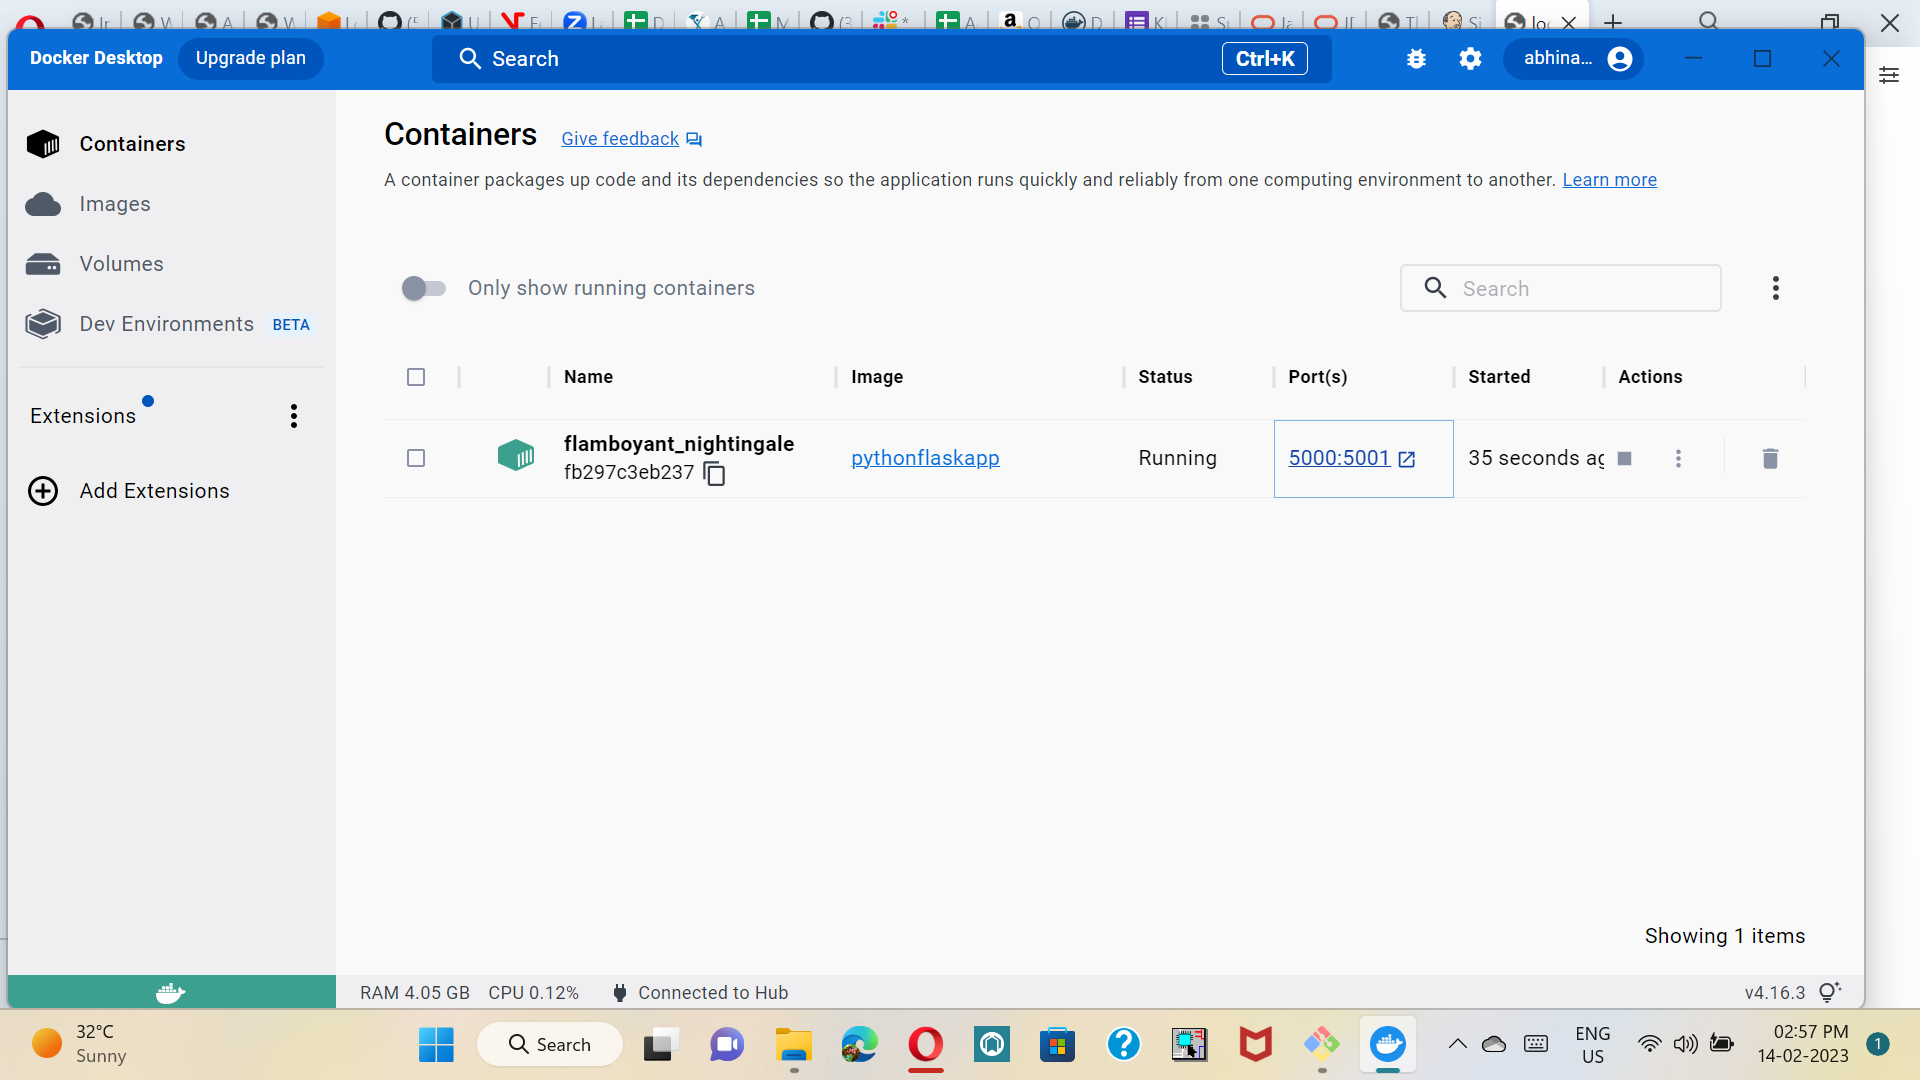 Docker Desktop
Upgrade plan
Search
Ctrl+K
abhina...
Containers
Images
Volumes
Dev Environments BETA
Extensions
Add Extensions
Containers
Give feedback
A container packages up code and its dependencies so the application runs quickly and reliably from one computing environment to another. Learn more
Only show running containers
Search
Name
Image
Status
Port(s)
Started
Actions
flamboyant_nightingale
fb297c3eb237
pythonflaskapp
Running
5000:5001
35 seconds ag
Showing 1 items
RAM 4.05 GB CPU 0.12%
Connected to Hub
v4.16.3
32°C
Sunny
Search
ENG
US
02:57 PM
14-02-2023
1